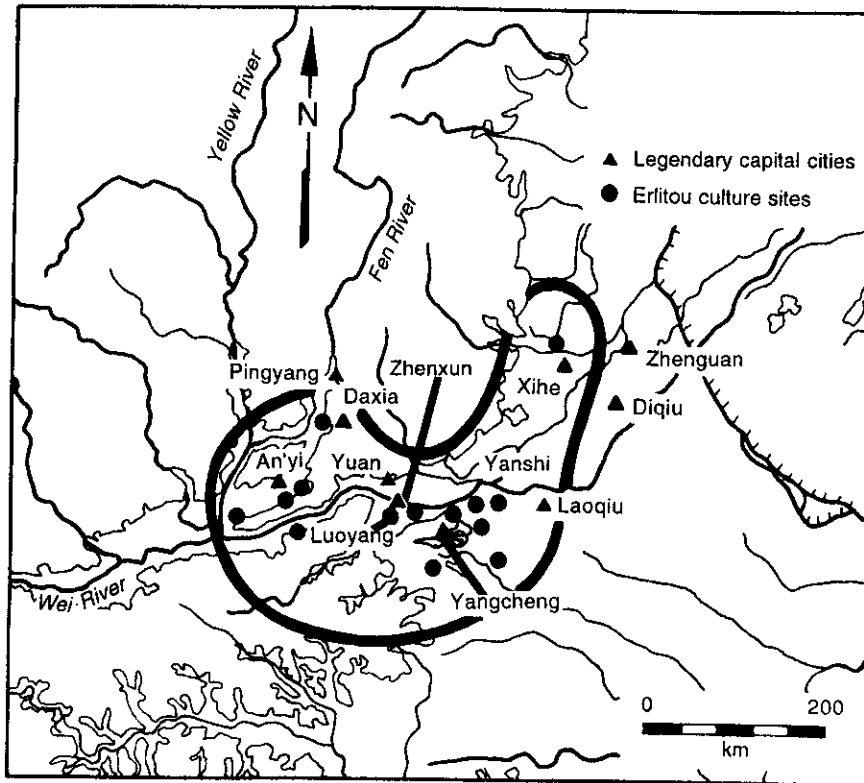 Yellow River
N
Fen River
Legendary capital cities
Erlitou culture sites
Pingyang
Daxia
Zhenxun
Xihe
Zhenguan
Diqiu
An'yi
Yuan
Yanshi
Luoyang
Laoqiu
Wei River
Yangcheng
0 200
km